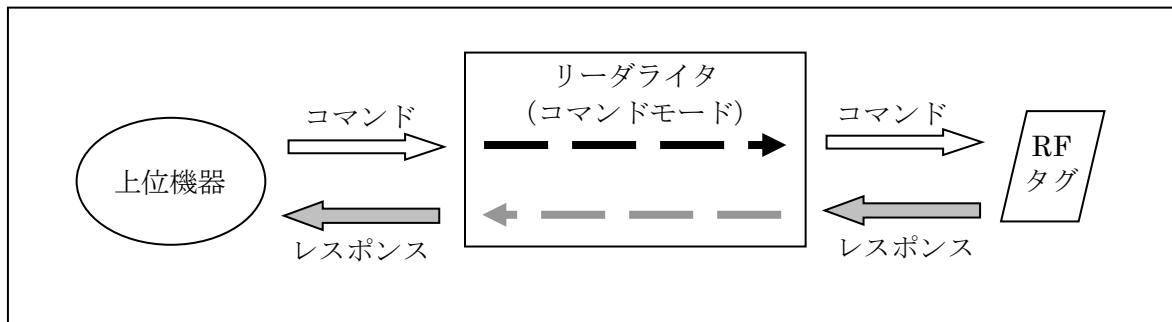 リーダライタ
(コマンドモード)
コマンド
コマンド
上位機器
RF
タグ
レスポンス
レスポンス